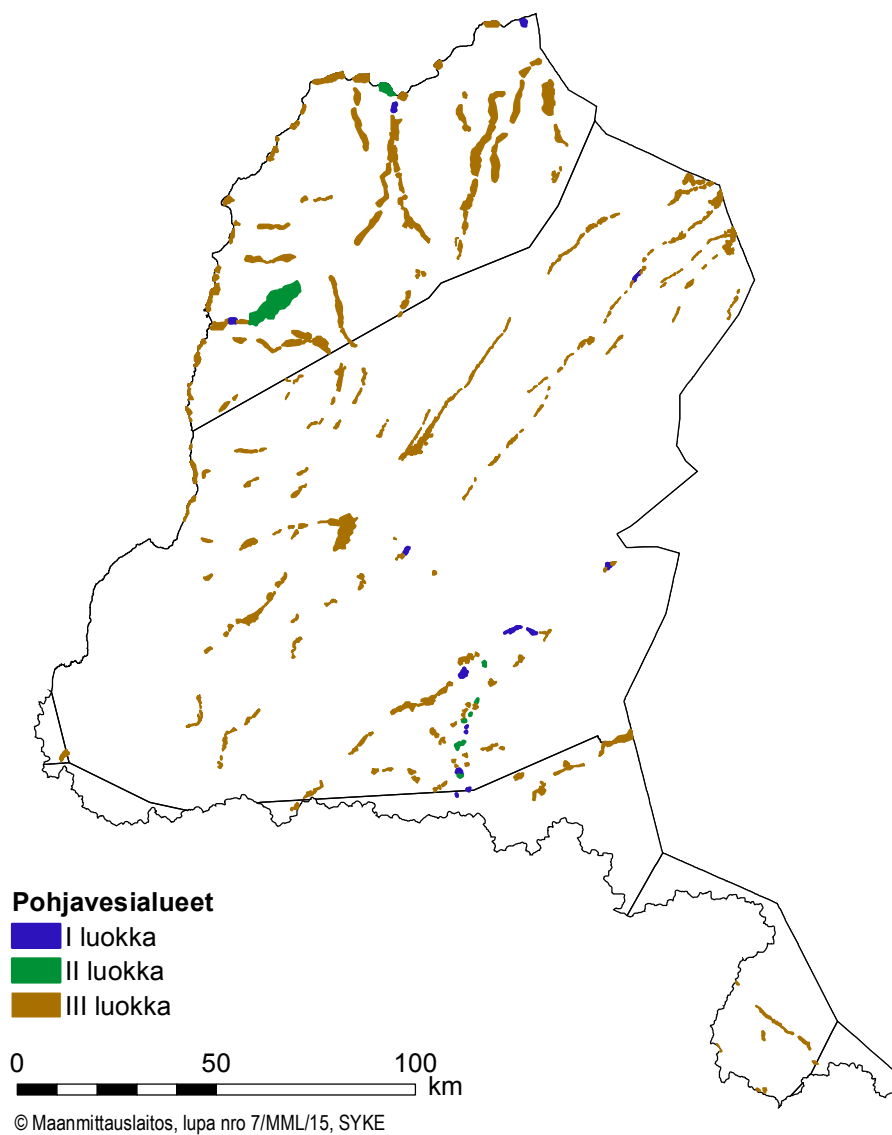 Pohjavesialueet
I luokka
II luokka
III luokka
0 50 100
km
© Maanmittauslaitos, lupa nro 7/MML/15, SYKE